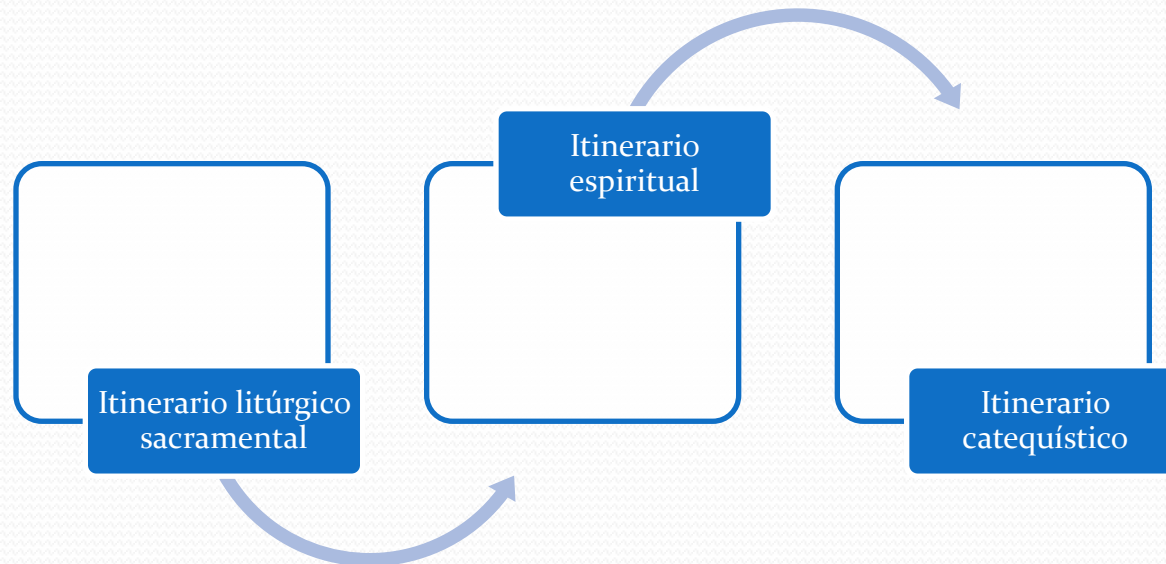 Itinerario litúrgico
sacramental
Itinerario
espiritual
Itinerario
catequístico